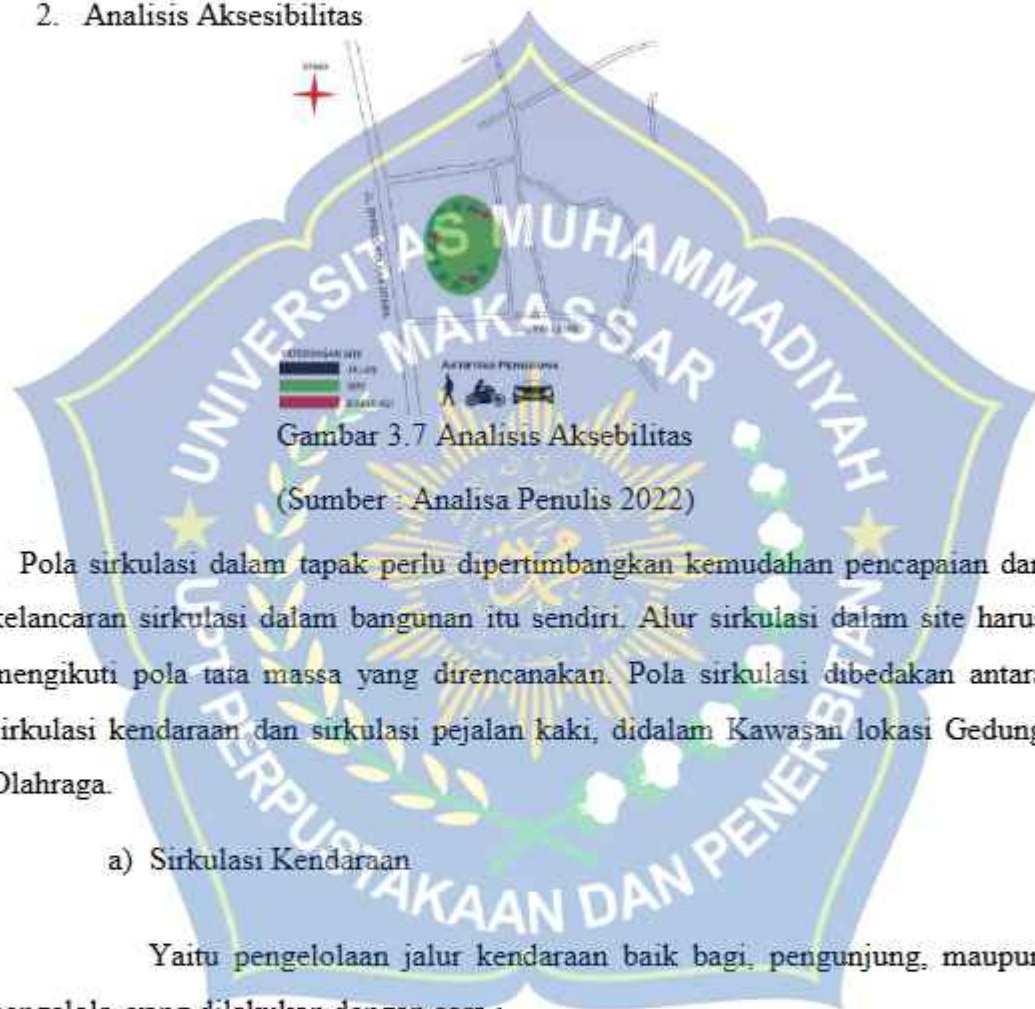 2. Analisis Aksesibilitas
UNIVERSITAS MUHAMMADIYAH
MAKASSAR
UPT PERPUSTAKAAN DAN PENERBITAN
Gambar 3.7 Analisis Aksebilitas
(Sumber : Analisa Penulis 2022)
Pola sirkulasi dalam tapak perlu dipertimbangkan kemudahan pencapaian dan
kelancaran sirkulasi dalam bangunan itu sendiri. Alur sirkulasi dalam site harus
mengikuti pola tata massa yang direncanakan. Pola sirkulasi dibedakan antara
sirkulasi kendaraan dan sirkulasi pejalan kaki, didalam Kawasan lokasi Gedung
Olahraga.
a) Sirkulasi Kendaraan
Yaitu pengelolaan jalur kendaraan baik bagi, pengunjung, maupun